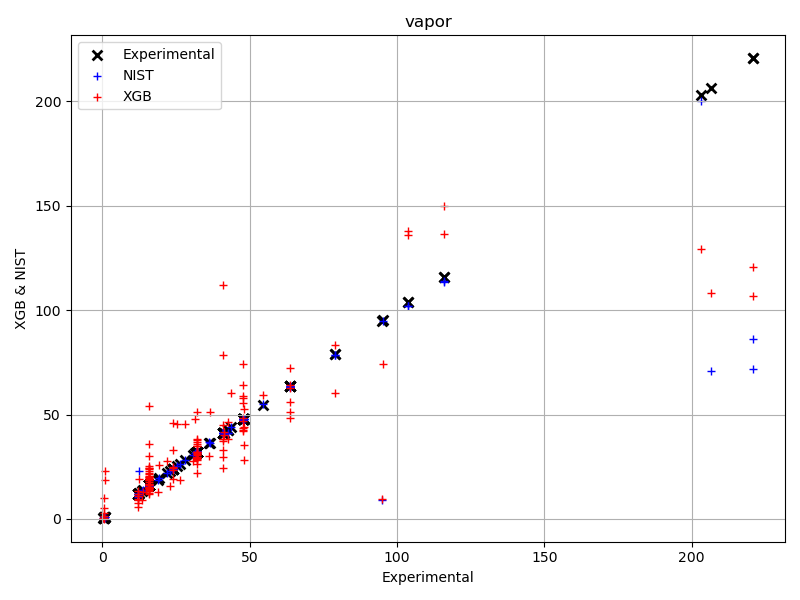 vapor
Experimental
NIST
XGB
XGB & NIST
200
150
100
50
0
0 50 100 150 200
Experimental